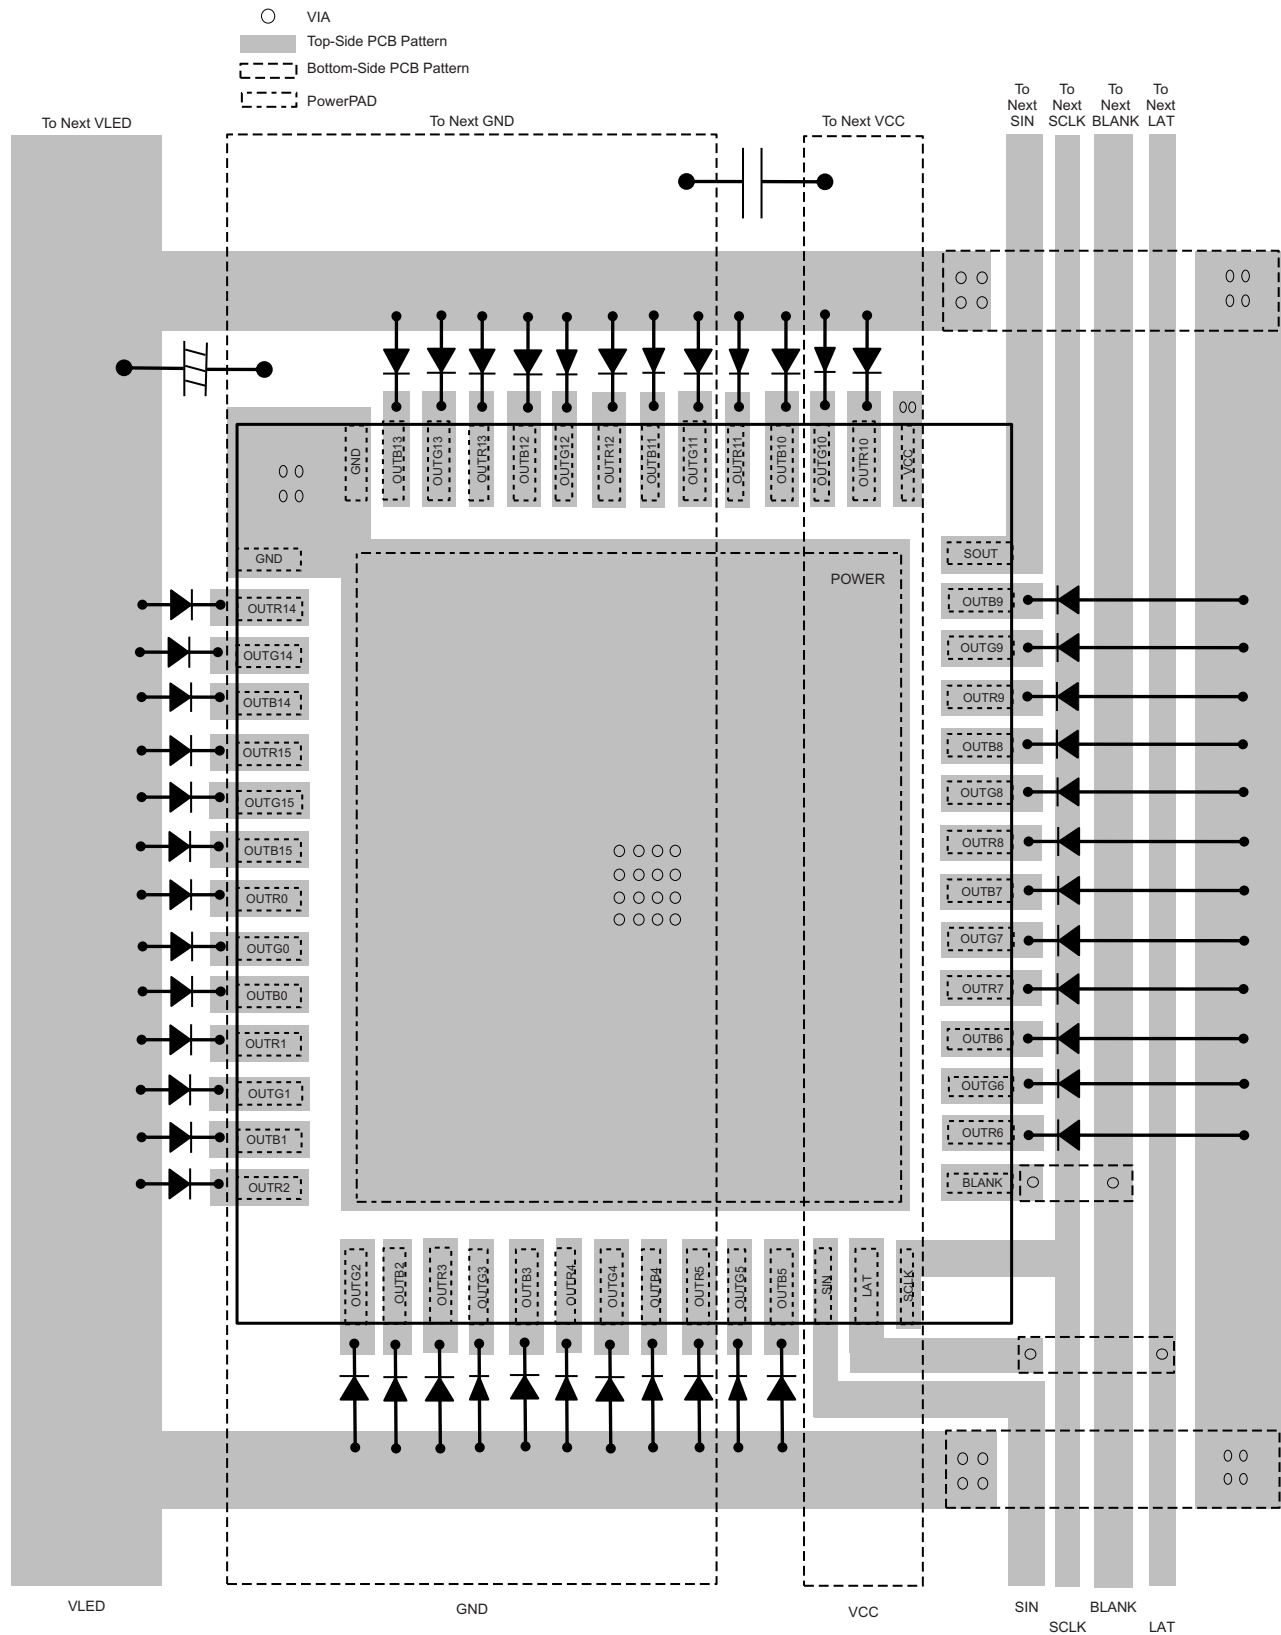 VIA
Top-Side PCB Pattern
Bottom-Side PCB Pattern
PowerPAD
To Next VLED
To Next GND
To Next VCC
To
Next
SIN
To
Next
SCLK
To
Next
BLANK
To
Next
LAT
GND
OUTB13
OUTG13
OUTR13
OUTB12
OUTG12
OUTR12
OUTB11
OUTG11
OUTR11
OUTB10
OUTG10
OUTR10
VCC
GND
OUTR14
OUTG14
OUTB14
OUTR15
OUTG15
OUTB15
OUTR0
OUTG0
OUTB0
OUTR1
OUTG1
OUTB1
OUTR2
POWER
SOUT
OUTB9
OUTG9
OUTR9
OUTB8
OUTG8
OUTR8
OUTB7
OUTG7
OUTR7
OUTB6
OUTG6
OUTR6
BLANK
OUTG2
OUTB2
OUTR3
OUTG3
OUTB3
OUTR4
OUTG4
OUTB4
OUTR5
OUTG5
OUTB5
SIN
LAT
SCLK
VLED
GND
VCC
SIN
SCLK
BLANK
LAT